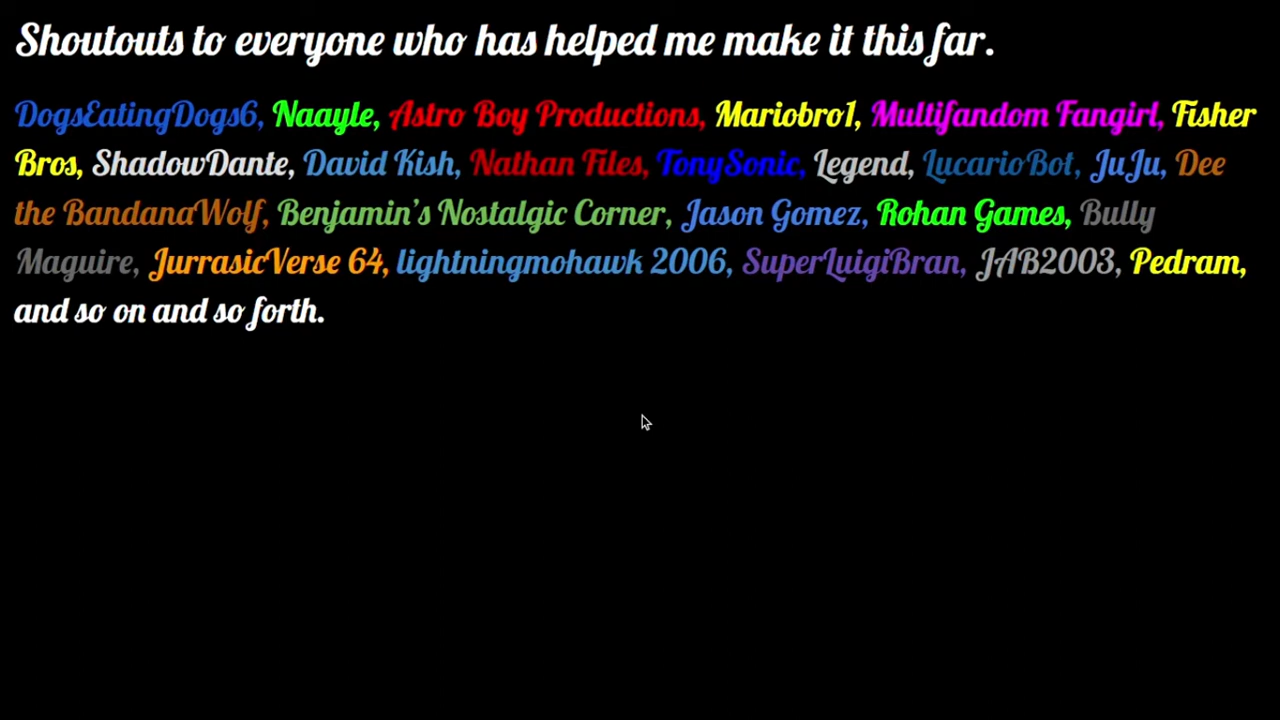 Shoutouts to everyone who has helped me make it this far.
DogsEatingDogs6, Naayle, Astro Boy Productions, Mariobro1, Multifandom Fangirl, Fisher
Bros, ShadowDante, David Kish, Nathan Files, TonySonic, Legend, LucarioBot, JuJu, Dee
the BandanaWolf, Benjamin's Nostalgic Corner, Jason Gomez, Rohan Games, Bully
Maguire, JurrasicVerse 64, lightningmohawk 2006, SuperLuigiBran, JAB2003, Pedram,
and so on and so forth.